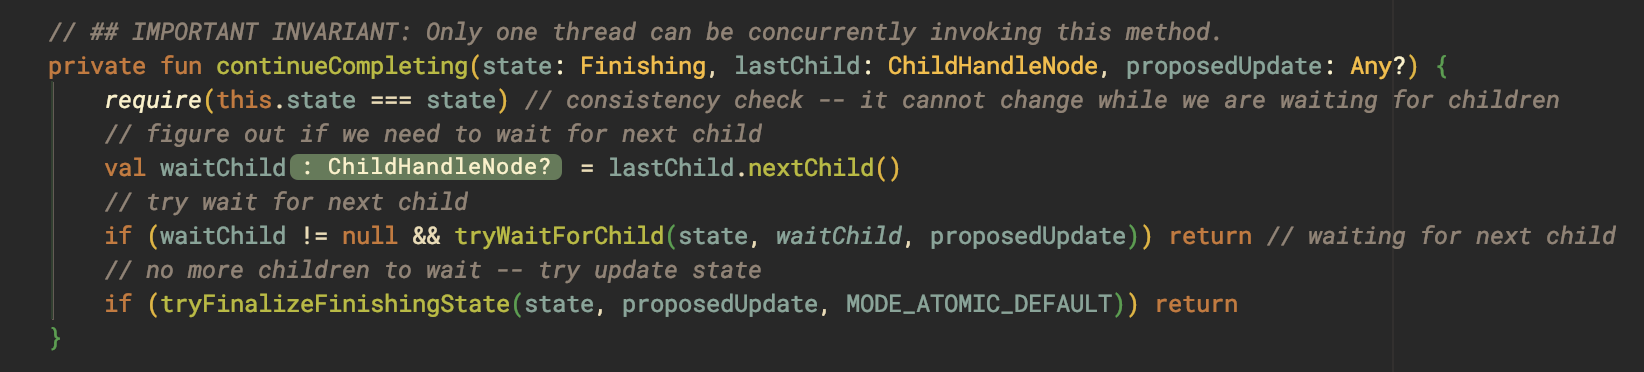 // ## IMPORTANT INVARIANT: Only one thread can be concurrently invoking this method.
private fun continueCompleting(state: Finishing, lastChild: ChildHandleNode, proposedUpdate: Any?) {
    require(this.state === state) // consistency check -- it cannot change while we are waiting for children
    // figure out if we need to wait for next child
    val waitChild : ChildHandleNode? = lastChild.nextChild()
    // try wait for next child
    if (waitChild != null && tryWaitForChild(state, waitChild, proposedUpdate)) return // waiting for next child
    // no more children to wait -- try update state
    if (tryFinalizeFinishingState(state, proposedUpdate, MODE_ATOMIC_DEFAULT)) return
}